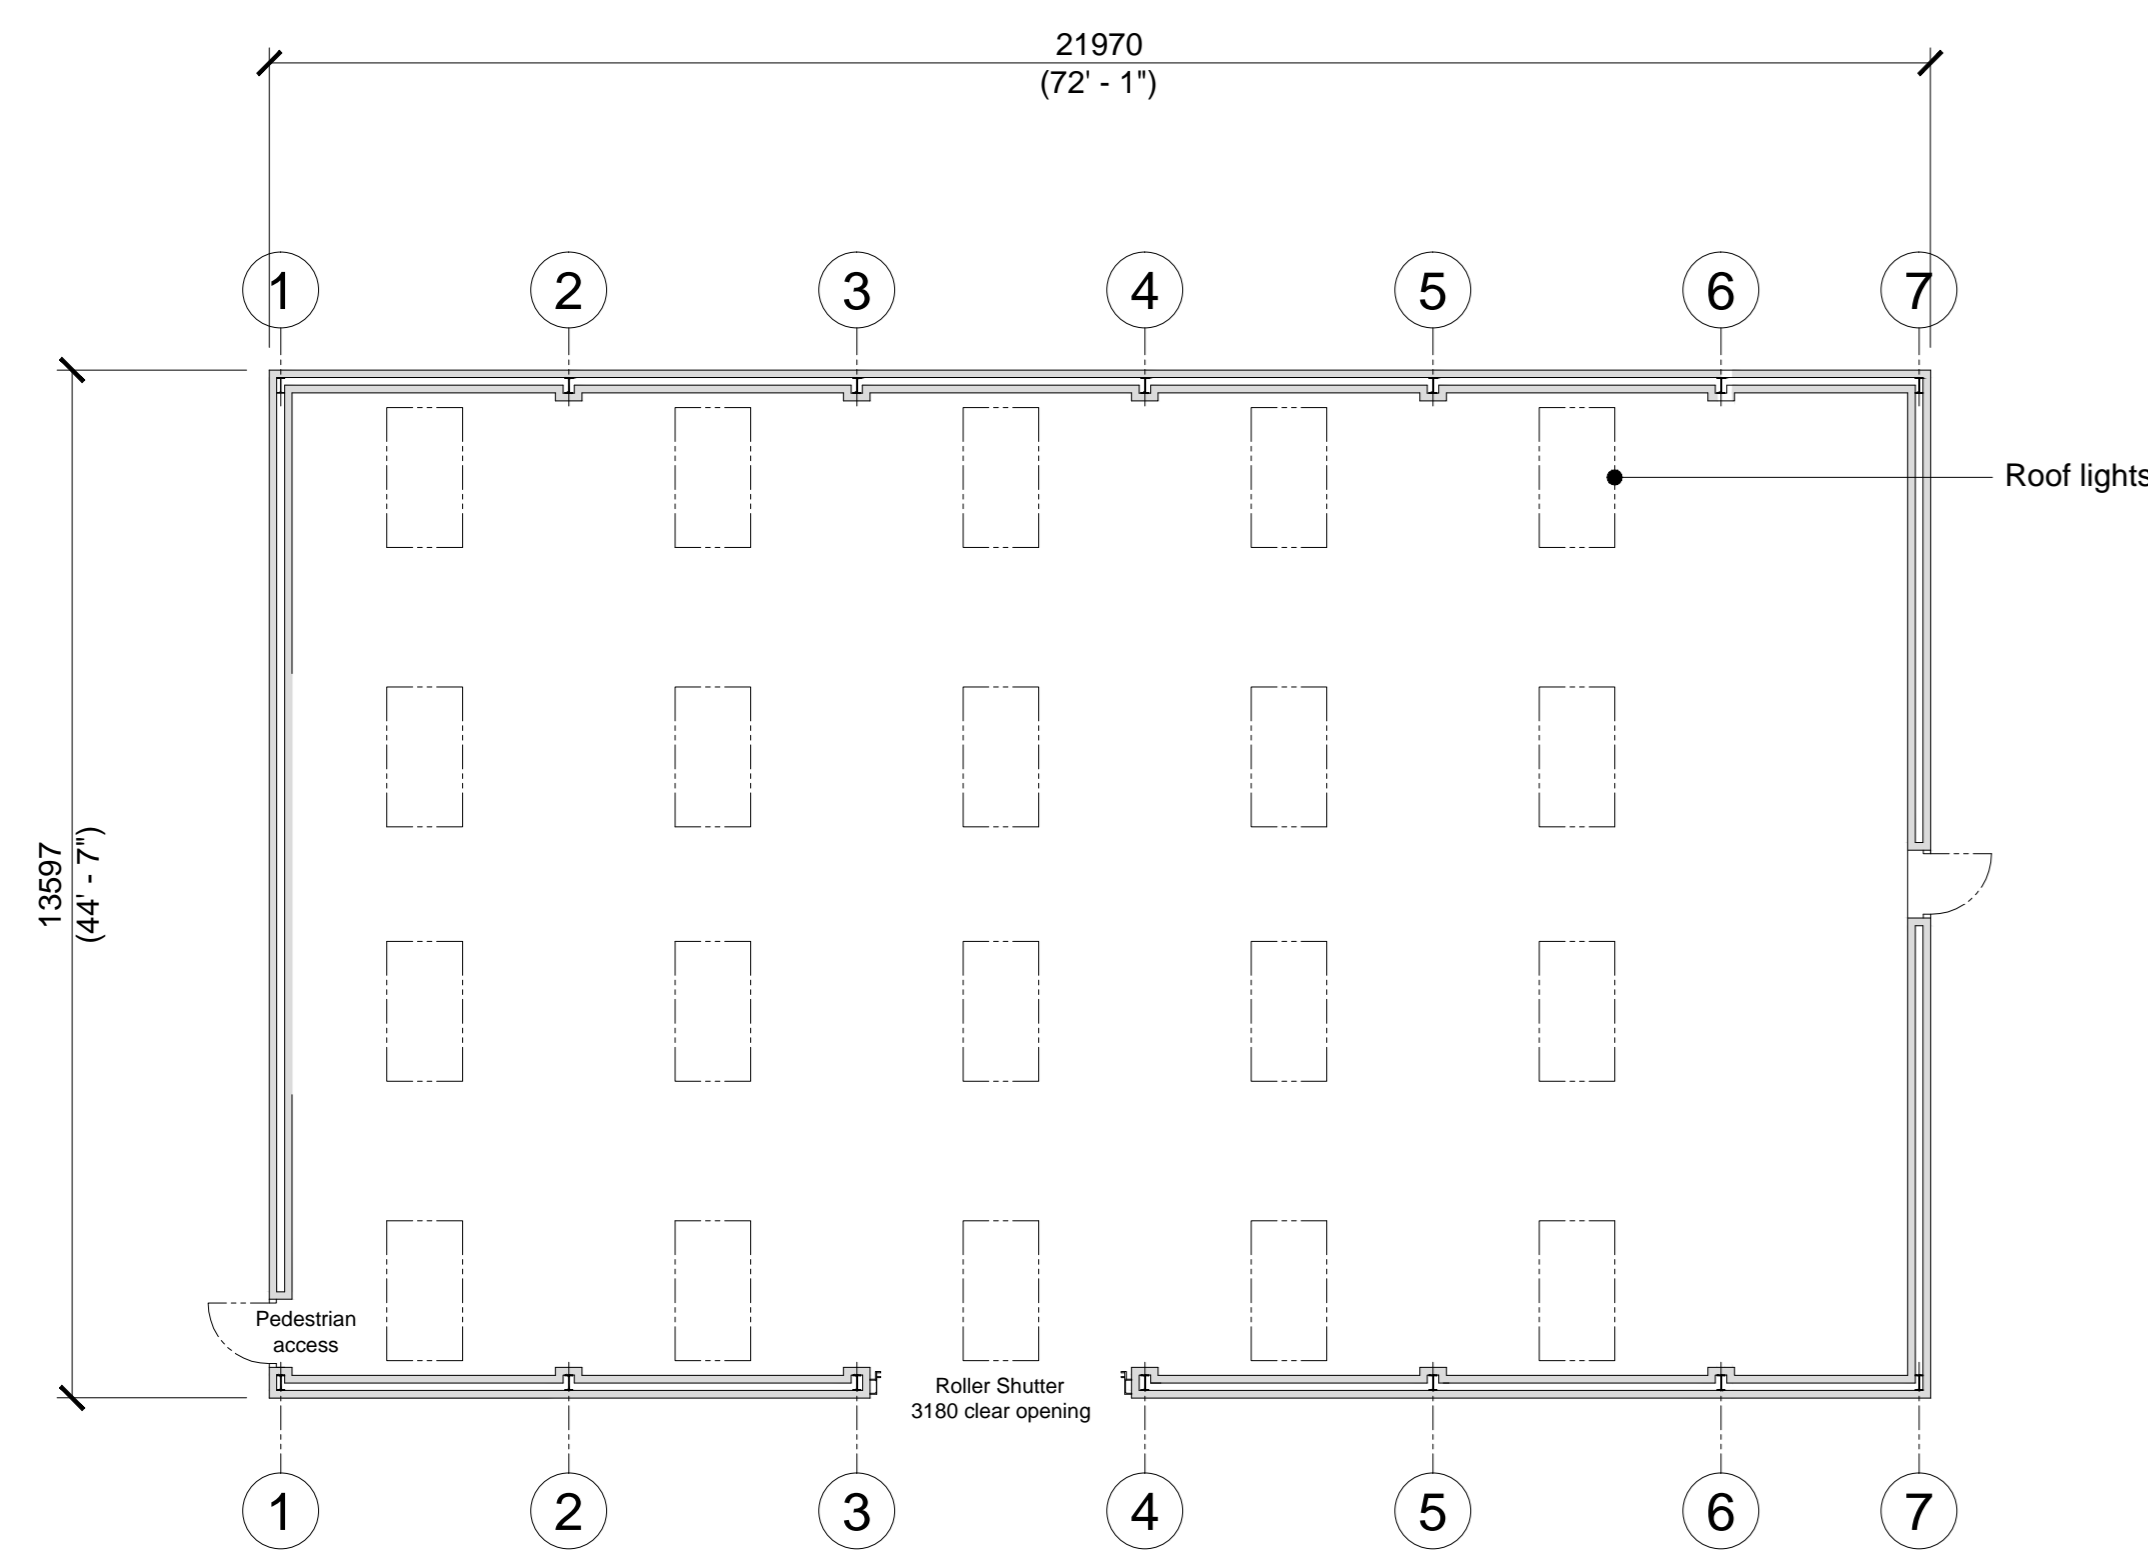 21970
(72' - 1")
1 2 3 4 5 6 7
Roof lights
13597
(44' - 7")
Pedestrian
access
Roller Shutter
3180 clear opening
1 2 3 4 5 6 7